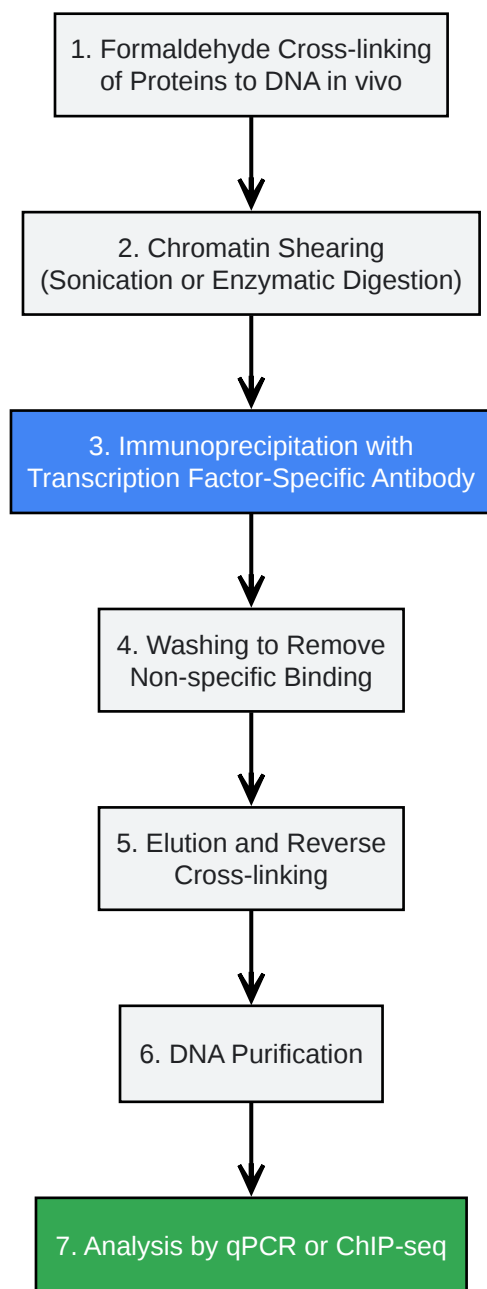 1. Formaldehyde Cross-linking
of Proteins to DNA in vivo
2. Chromatin Shearing
(Sonication or Enzymatic Digestion)
3. Immunoprecipitation with
Transcription Factor-Specific Antibody
4. Washing to Remove
Non-specific Binding
5. Elution and Reverse
Cross-linking
6. DNA Purification
7. Analysis by qPCR or ChIP-seq